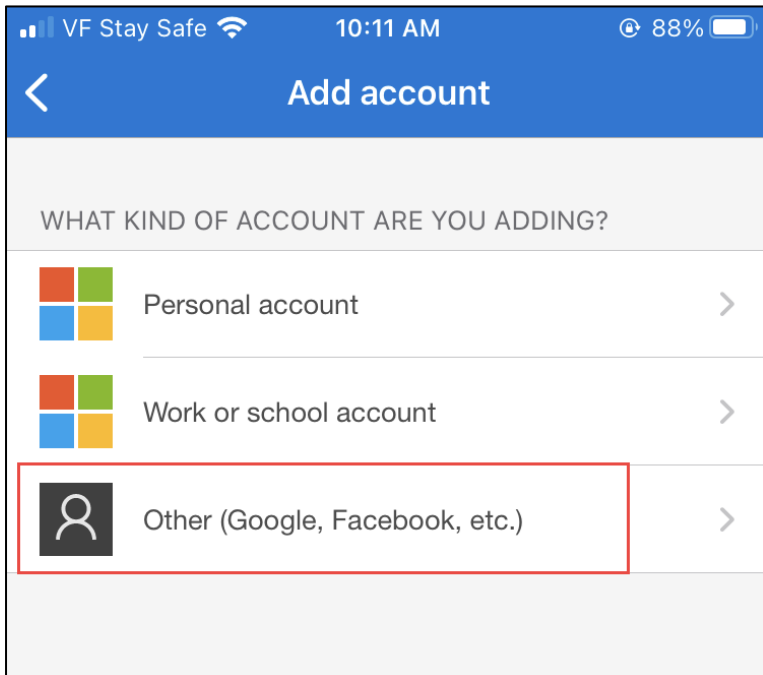 VF Stay Safe 10:11 AM 88%
Add account
WHAT KIND OF ACCOUNT ARE YOU ADDING?
Personal account
Work or school account
Other (Google, Facebook, etc.)